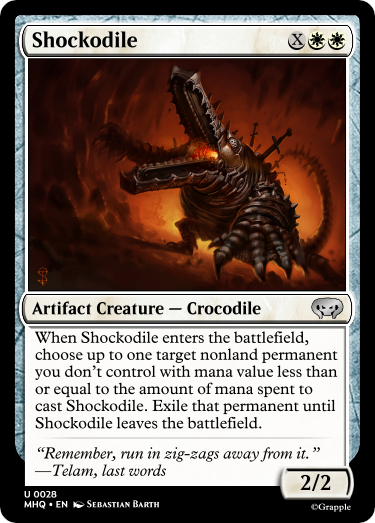 Shockodile X
Artifact Creature — Crocodile
When Shockodile enters the battlefield,
choose up to one target nonland permanent
you don't control with mana value less than
or equal to the amount of mana spent to
cast Shockodile. Exile that permanent until
Shockodile leaves the battlefield.
“Remember, run in zig-zags away from it.”
—Telam, last words
2/2
U 0028
MHQ • EN Sebastian Barth
©Grapple